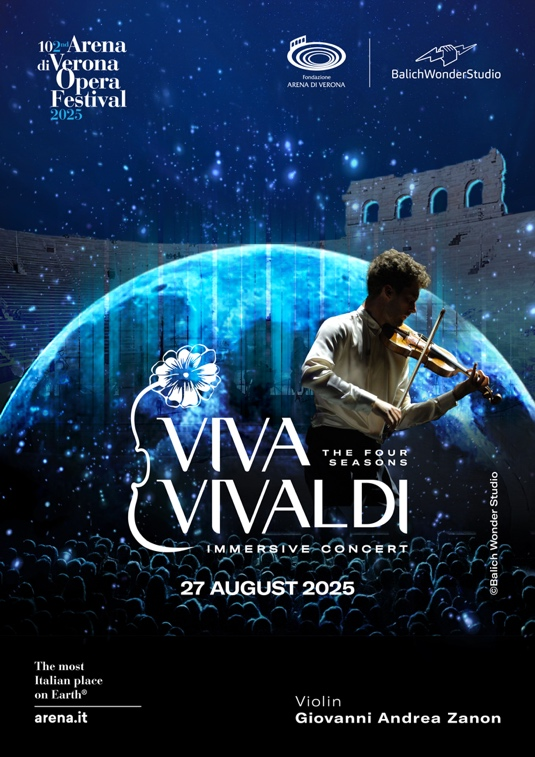 102nd Arena
di Verona
Opera
Festival
2025
Fondazione
ARENA DI VERONA
BalichWonderStudio
VIVA
THE FOUR
SEASONS
VIVALDI
IMMERSIVE CONCERT
27 AUGUST 2025
©Balich Wonder Studio
The most
Italian place
on Earth®
arena.it
Violin
Giovanni Andrea Zanon